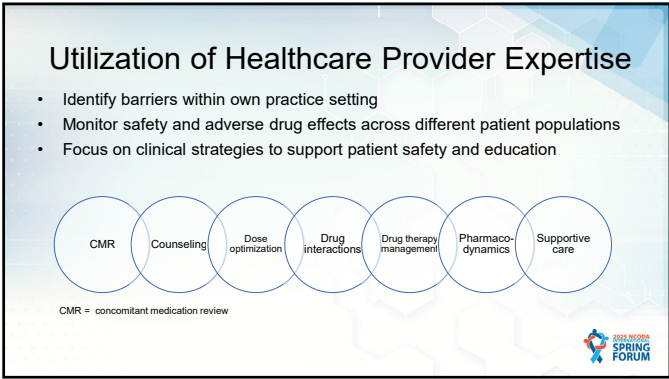 Utilization of Healthcare Provider Expertise
• Identify barriers within own practice setting
• Monitor safety and adverse drug effects across different patient populations
• Focus on clinical strategies to support patient safety and education
CMR
Counseling
Dose
optimization
Drug
interactions
Drug therapy
management
Pharmaco-
dynamics
Supportive
care
CMR = concomitant medication review
2025 NCODA
INTERNATIONAL
SPRING
FORUM